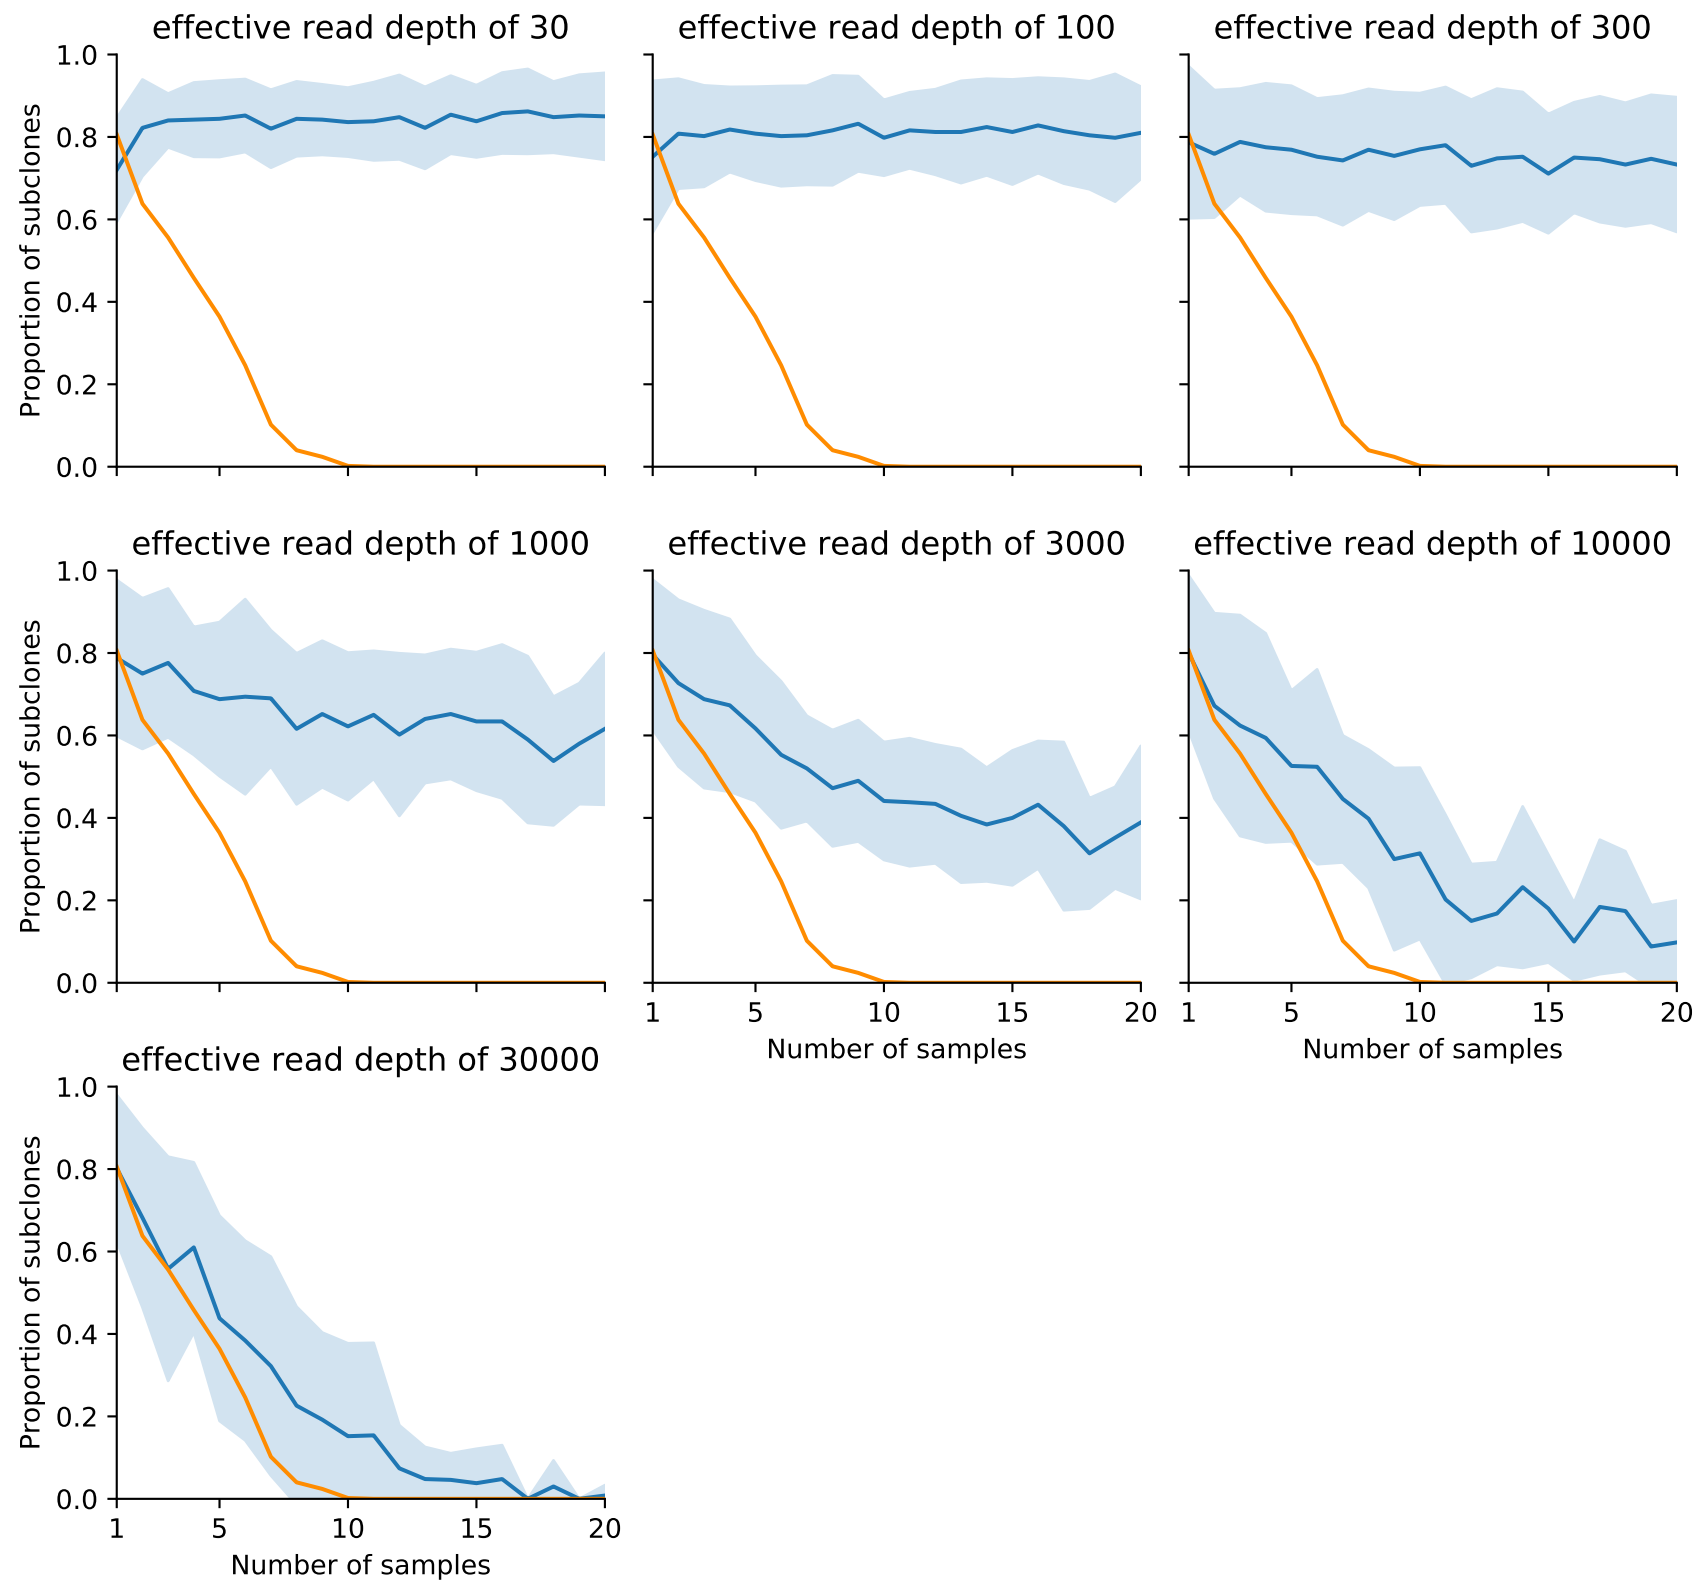 effective read depth of 30
effective read depth of 100
effective read depth of 300
1.0
0.8
0.6
0.4
0.2
0.0
Proportion of subclones
effective read depth of 1000
effective read depth of 3000
effective read depth of 10000
1.0
0.8
0.6
0.4
0.2
0.0
Proportion of subclones
1 5 10 15 20
Number of samples
1 5 10 15 20
Number of samples
effective read depth of 30000
1.0
0.8
0.6
0.4
0.2
0.0
Proportion of subclones
1 5 10 15 20
Number of samples